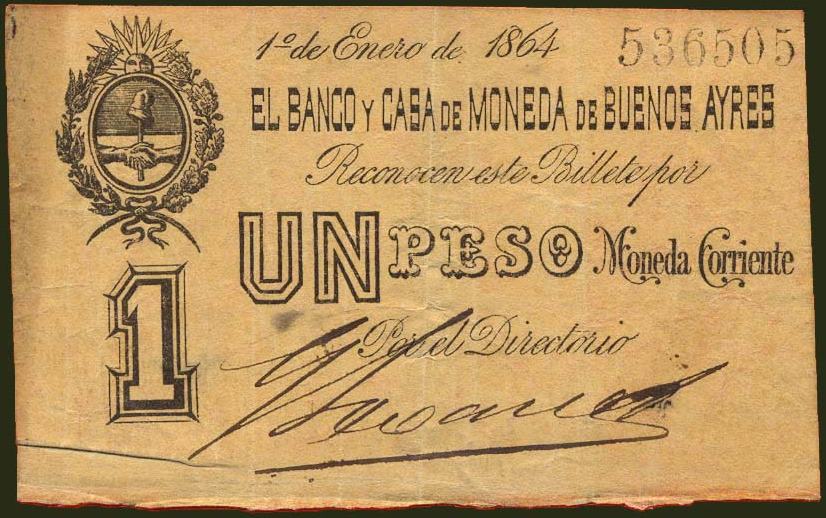 1º de Enero de 1864
536505
EL BANCO Y CASA DE MONEDA DE BUENOS AYRES
Reconocen este Billete por
UN PESO Moneda Corriente
1
Por el Directorio